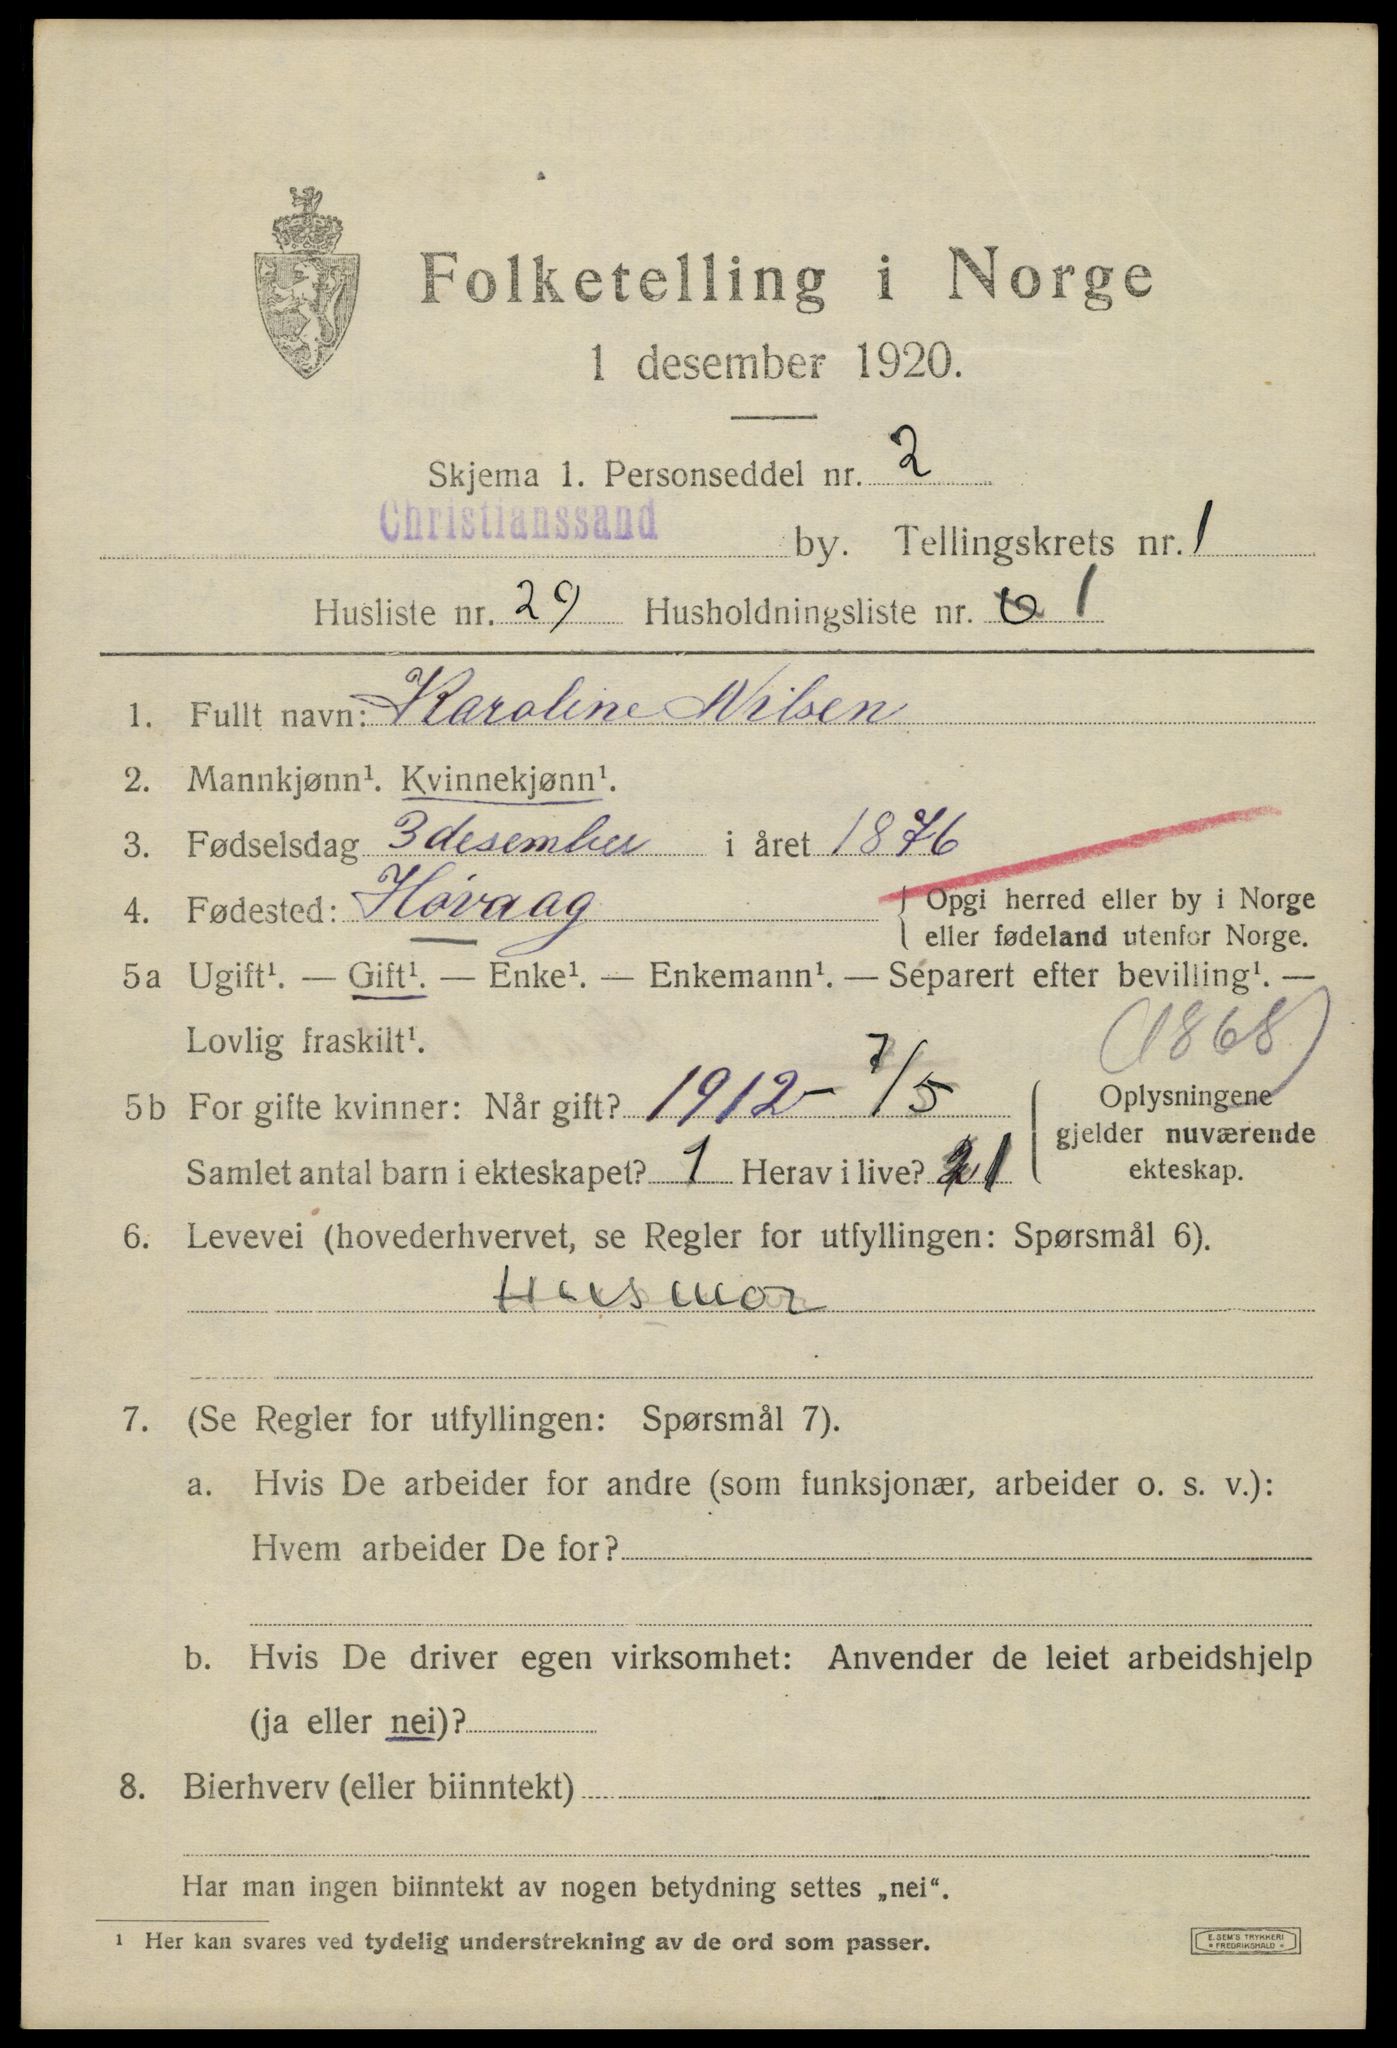 Folketelling i Norge
1 desember 1920.
Skjema 1. Personseddel nr. 2
Christianssand by. Tellingskrets nr. 1
Husliste nr. 29 Husholdningsliste nr. 1
1. Fullt navn: Karoline Nilsen
2. Mannkjønn¹. Kvinnekjønn¹.
3. Fødselsdag 3 desember i året 1876
4. Fødested: Høvaag { Opgi herred eller by i Norge
eller fødeland utenfor Norge.
5a Ugift¹. — Gift¹. — Enke¹. — Enkemann¹. — Separert efter bevilling¹. —
Lovlig fraskilt¹. (1868)
5b For gifte kvinner: Når gift? 1912 - 7/5
Samlet antal barn i ekteskapet? 1 Herav i live? 1
Oplysningene
gjelder nuværende
ekteskap.
6. Levevei (hovederhvervet, se Regler for utfyllingen: Spørsmål 6).
Husmor
7. (Se Regler for utfyllingen: Spørsmål 7).
a. Hvis De arbeider for andre (som funksjonær, arbeider o. s. v.):
Hvem arbeider De for?
b. Hvis De driver egen virksomhet: Anvender de leiet arbeidshjelp
(ja eller nei)?
8. Bierhverv (eller biinntekt)
Har man ingen biinntekt av nogen betydning settes „nei“.
¹ Her kan svares ved tydelig understrekning av de ord som passer.
E. SEM'S TRYKKERI
FREDRIKSHALD